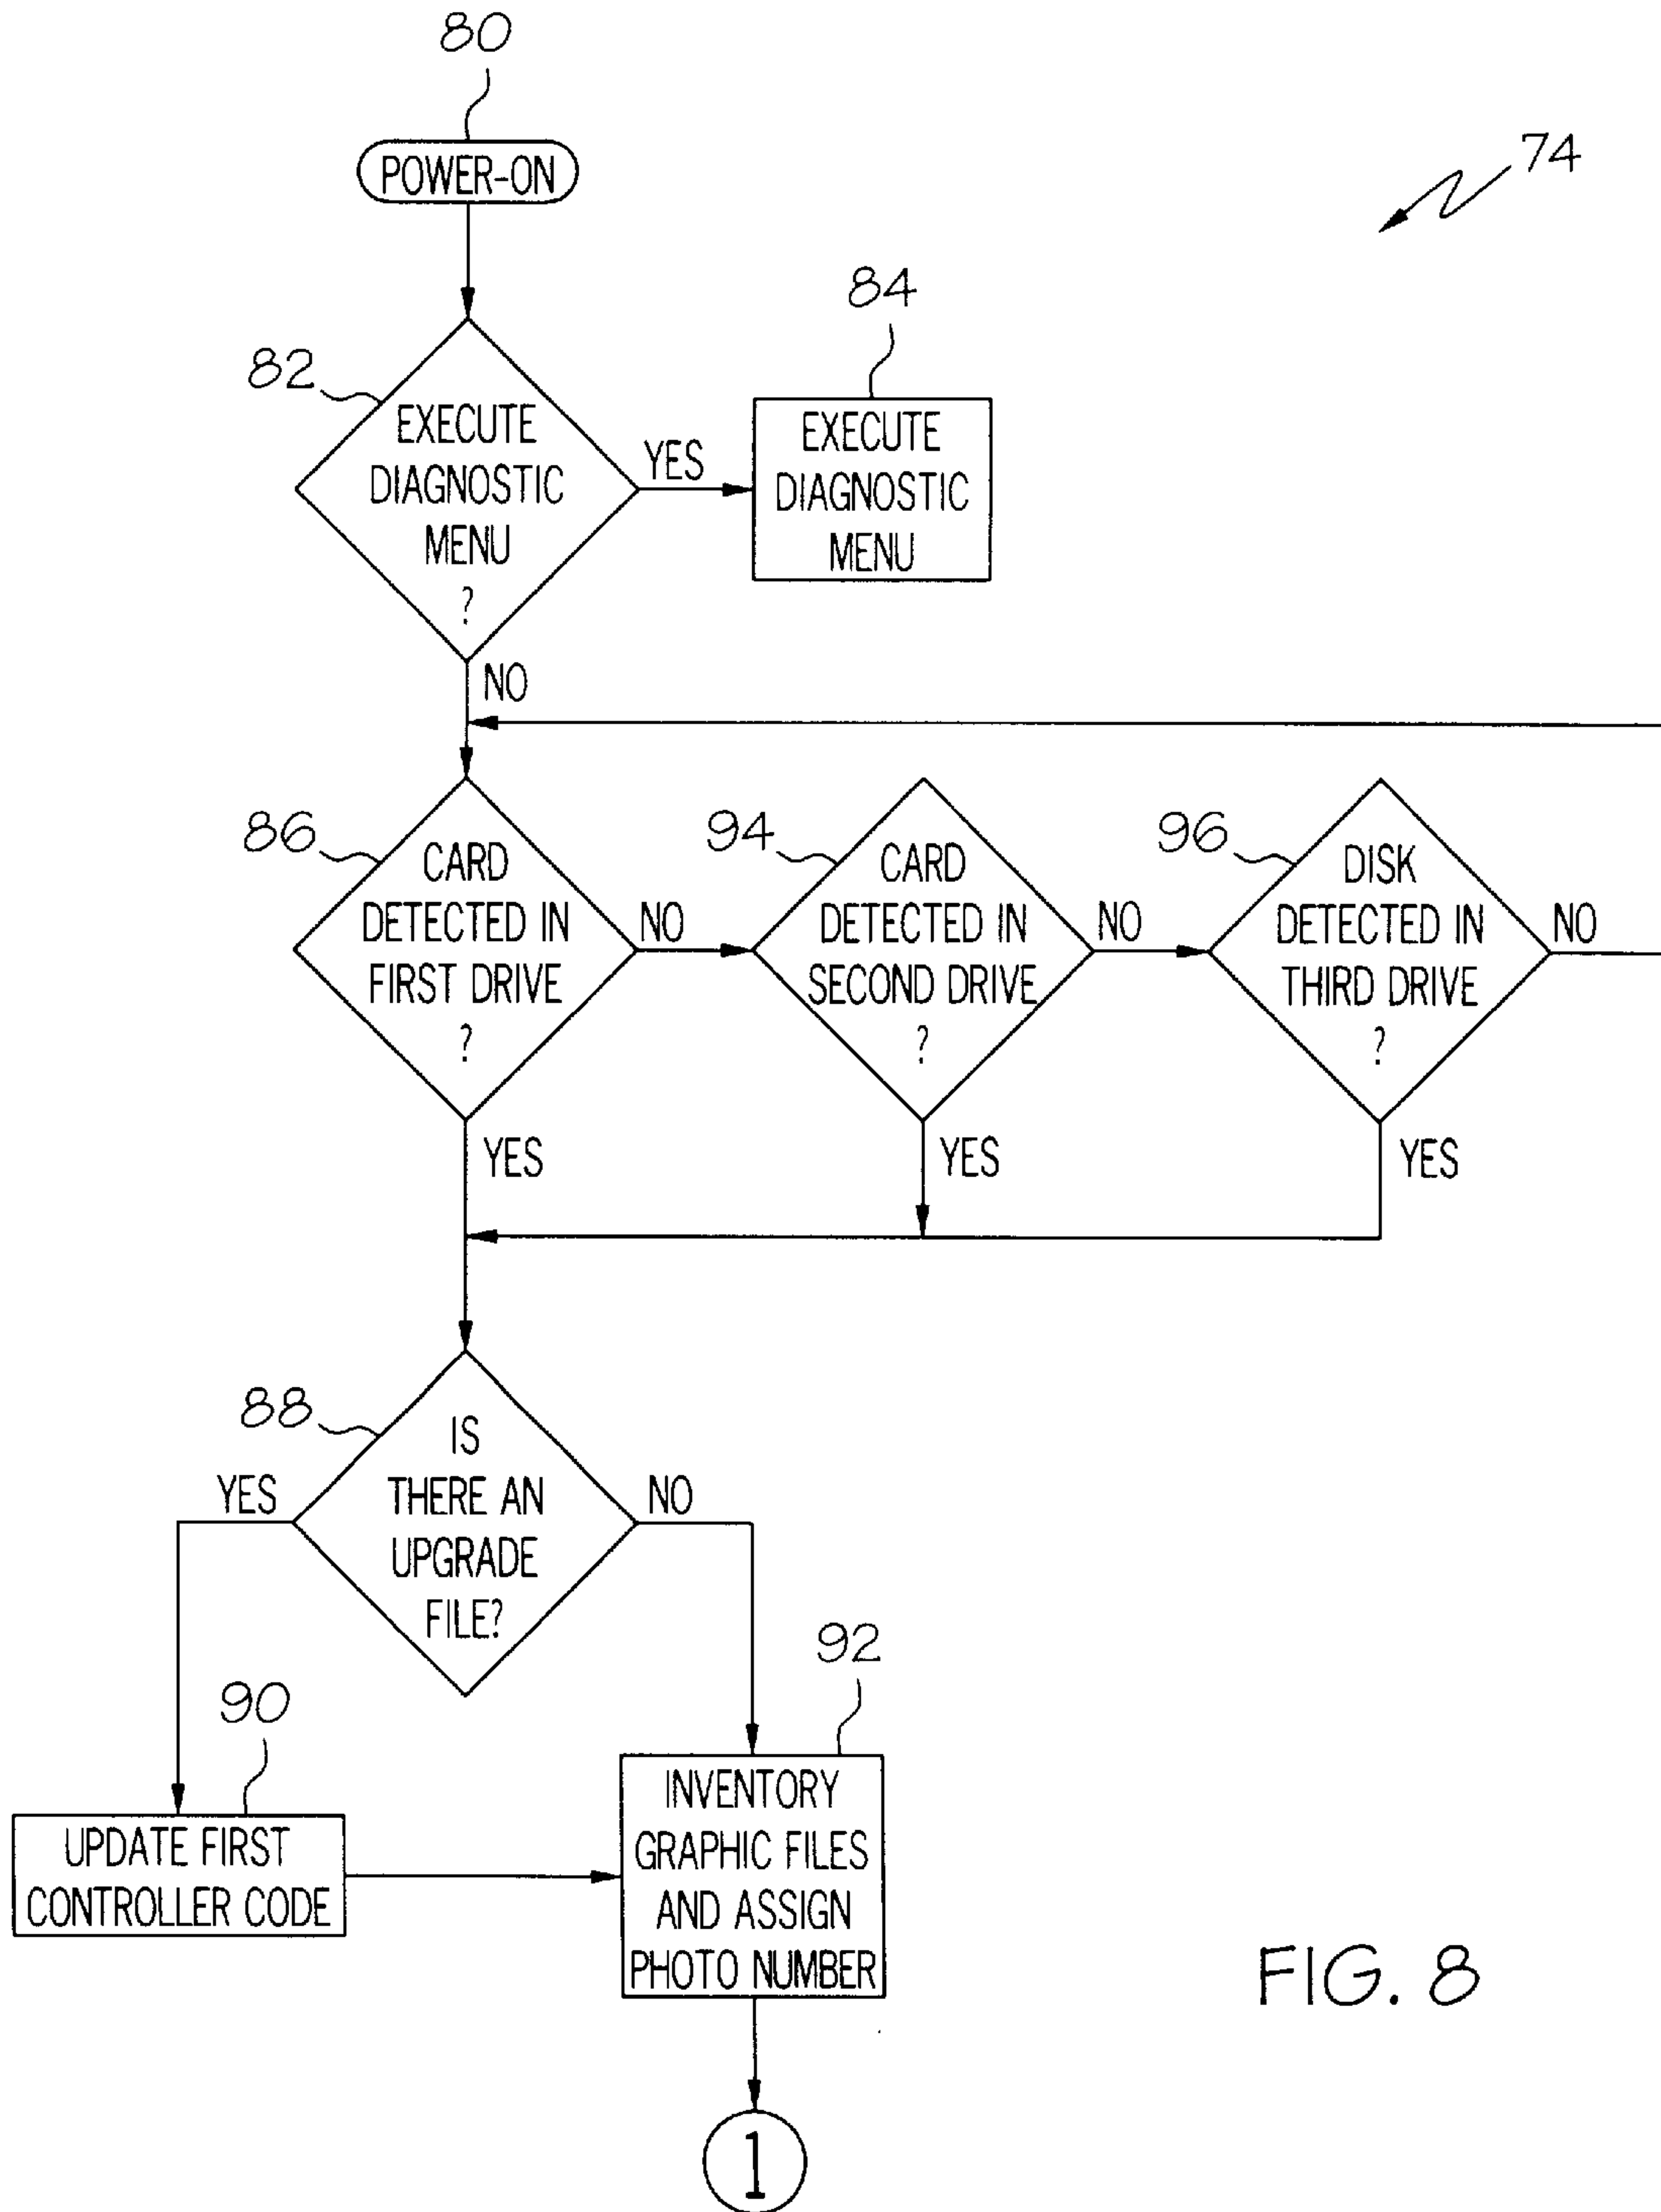 80
POWER-ON
74
82
EXECUTE
DIAGNOSTIC
MENU
?
YES
84
EXECUTE
DIAGNOSTIC
MENU
NO
86
CARD
DETECTED IN
FIRST DRIVE
?
NO
94
CARD
DETECTED IN
SECOND DRIVE
?
NO
96
DISK
DETECTED IN
THIRD DRIVE
?
NO
YES
YES
YES
88
IS
THERE AN
UPGRADE
FILE?
YES
NO
90
UPDATE FIRST
CONTROLLER CODE
92
INVENTORY
GRAPHIC FILES
AND ASSIGN
PHOTO NUMBER
1
FIG. 8